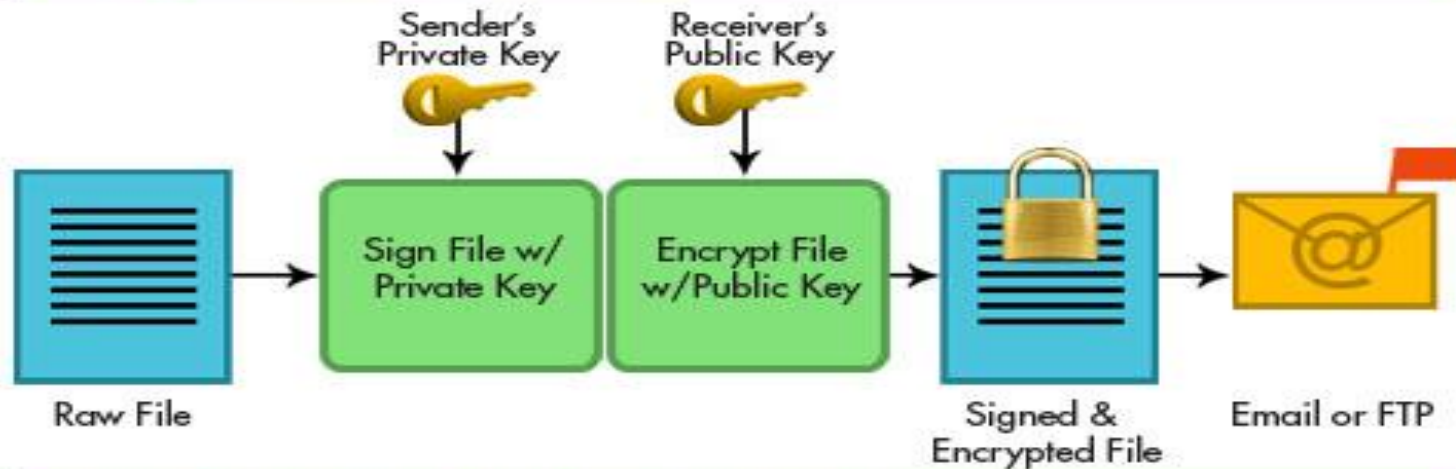 Sender's
Private Key
Receiver's
Public Key
Sign File w/
Private Key
Encrypt File
w/Public Key
@
Raw File
Signed &
Encrypted File
Email or FTP